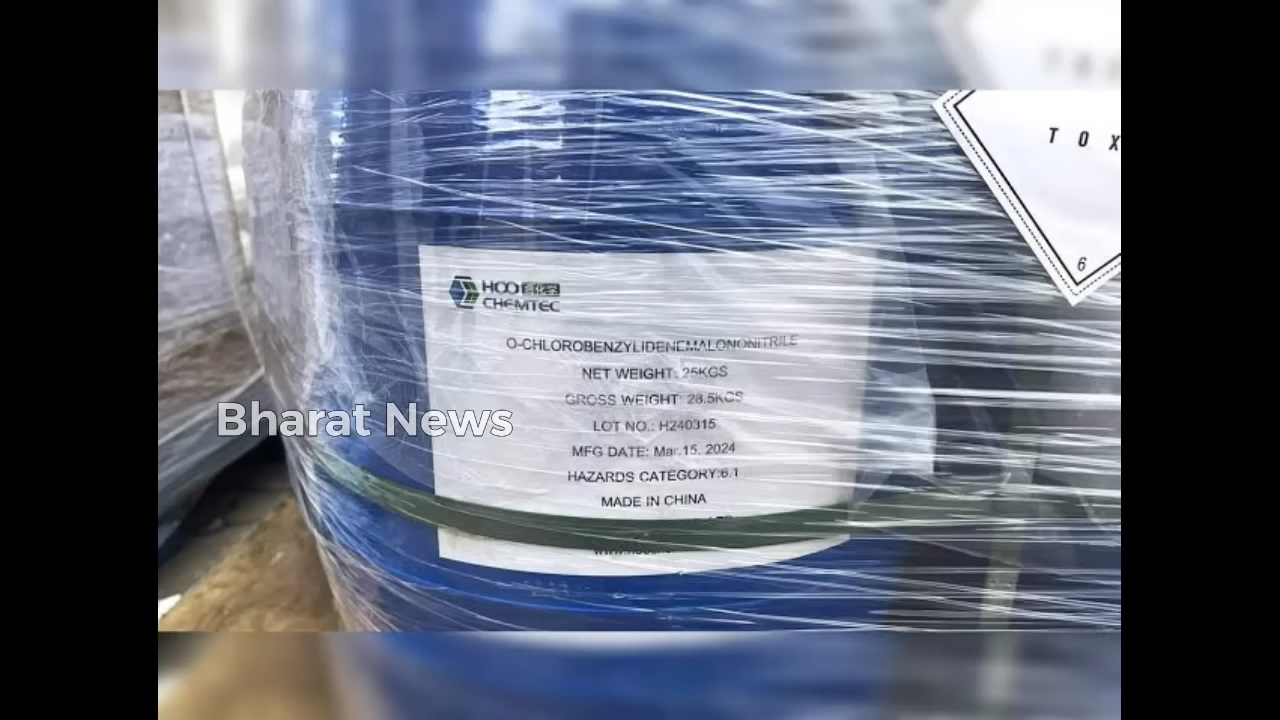 TOX
6
HOO
CHEMTEC
O-CHLOROBENZYLIDENEMALONONITRILE
NET WEIGHT: 25KGS
GROSS WEIGHT: 28.5KGS
LOT NO.: H240315
MFG DATE: Mar.15. 2024
HAZARDS CATEGORY:6.1
MADE IN CHINA
Bharat News